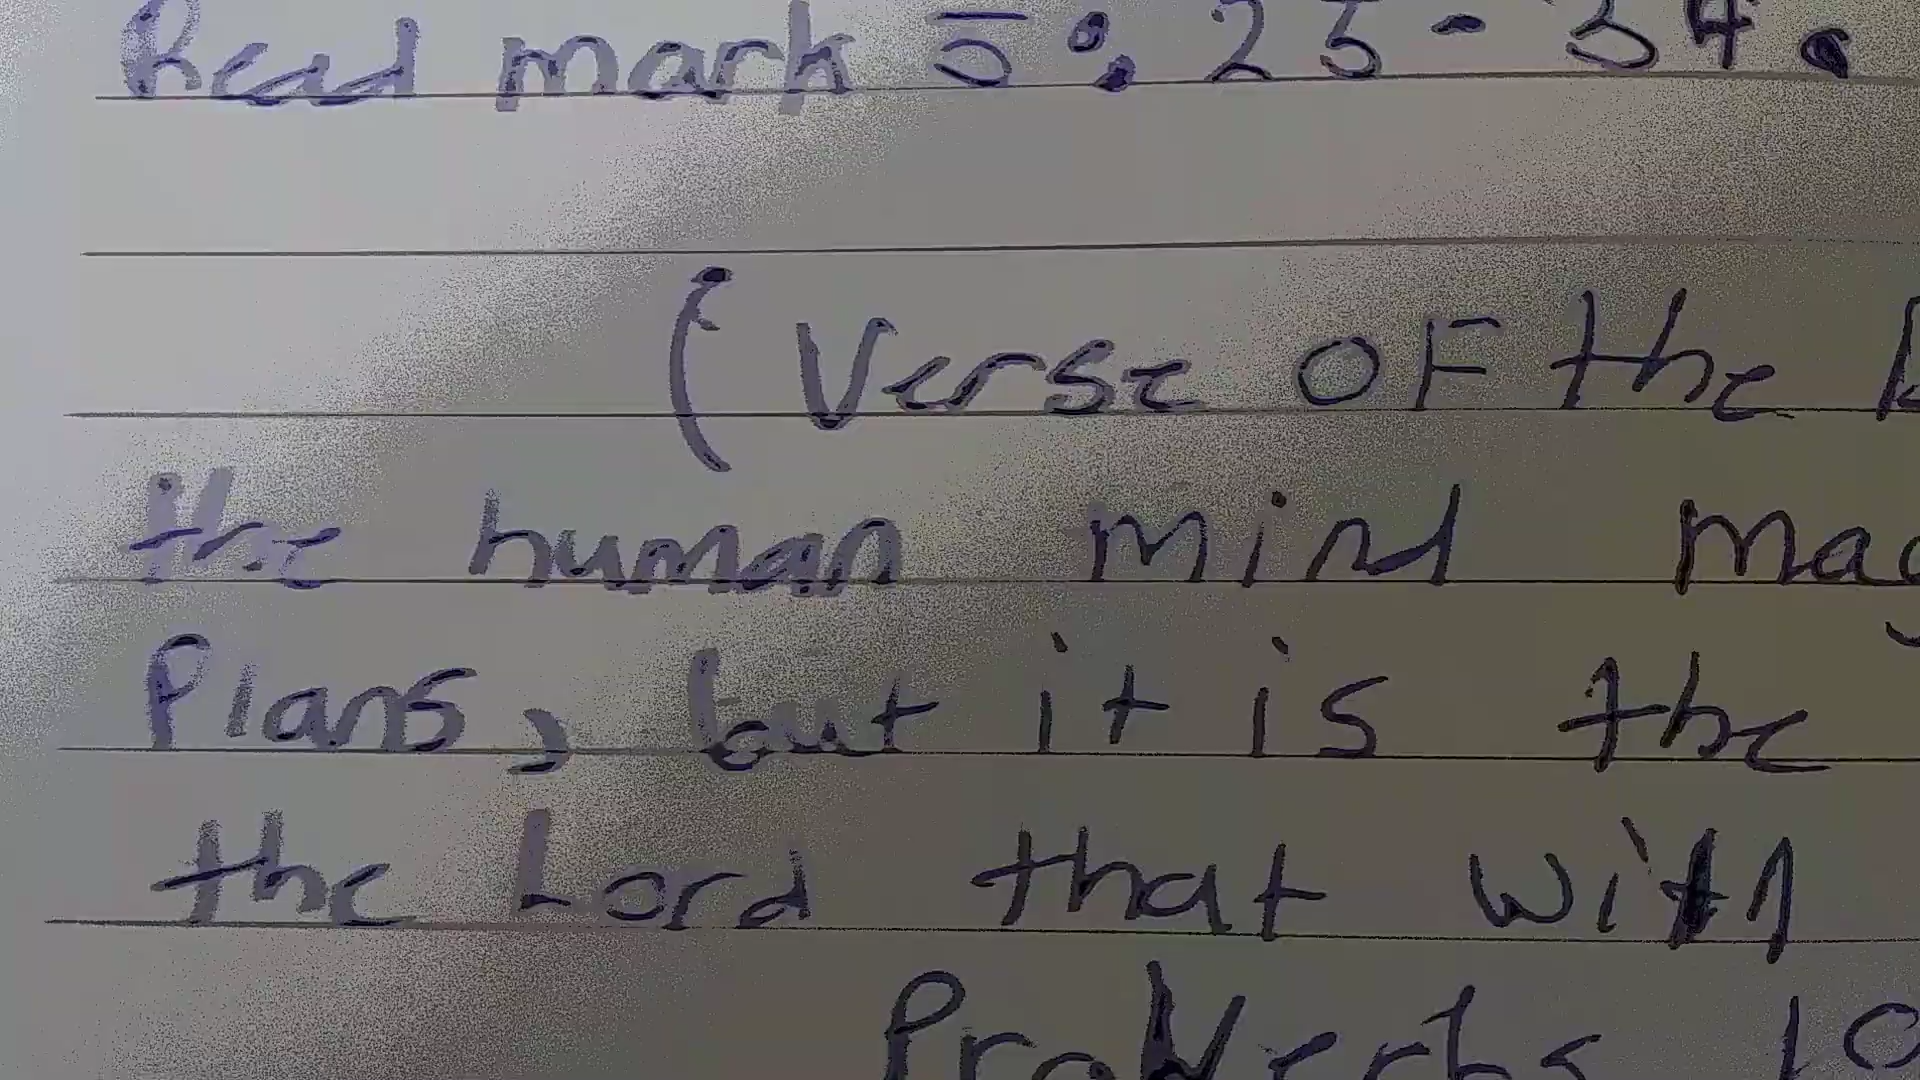 Read mark 5:25-34.
(Verse OF the
the human mind
Plans, but it is the
the Lord that
Proverbs